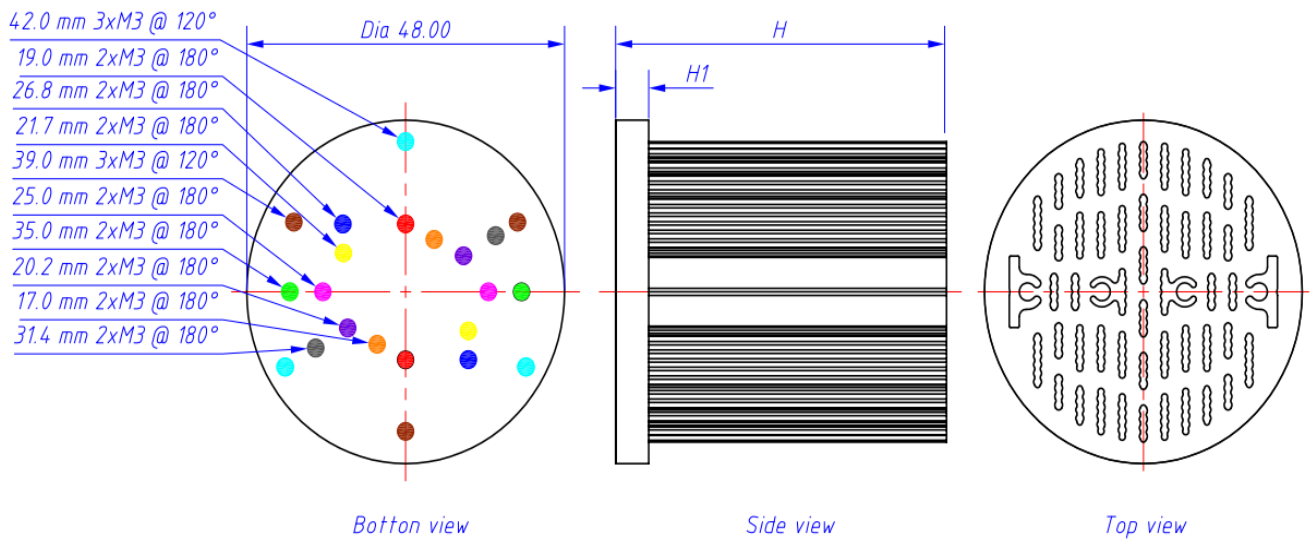 42.0 mm 3xM3 @ 120°
19.0 mm 2xM3 @ 180°
26.8 mm 2xM3 @ 180°
21.7 mm 2xM3 @ 180°
39.0 mm 3xM3 @ 120°
25.0 mm 2xM3 @ 180°
35.0 mm 2xM3 @ 180°
20.2 mm 2xM3 @ 180°
17.0 mm 2xM3 @ 180°
31.4 mm 2xM3 @ 180°
Dia 48.00
H
H1
Botton view
Side view
Top view